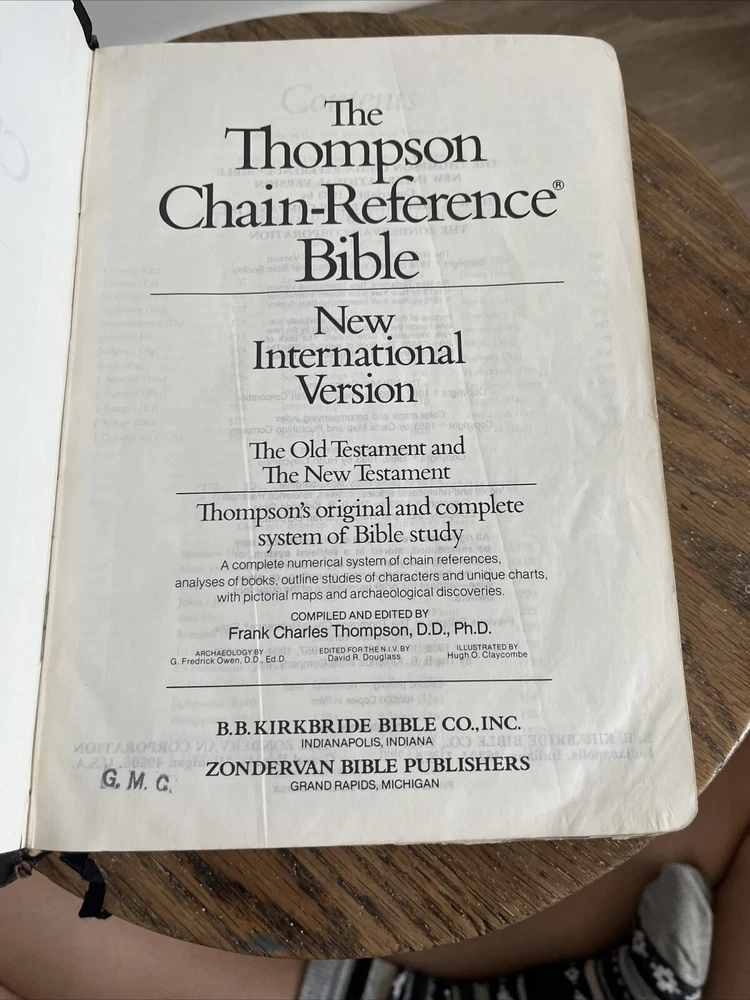 The
Thompson
Chain-Reference®
Bible
New
International
Version
The Old Testament and
The New Testament
Thompson's original and complete
system of Bible study
A complete numerical system of chain references,
analyses of books, outline studies of characters and unique charts,
with pictorial maps and archaeological discoveries.
COMPILED AND EDITED BY
Frank Charles Thompson, D.D., Ph.D.
ARCHAEOLOGY BY
G. Fredrick Owen, D.D., Ed.D.
EDITED FOR THE N.I.V. BY
David R. Douglass
ILLUSTRATED BY
Hugh O. Claycombe
B.B. KIRKBRIDE BIBLE CO., INC.
INDIANAPOLIS, INDIANA
ZONDERVAN BIBLE PUBLISHERS
GRAND RAPIDS, MICHIGAN
G. M. C.